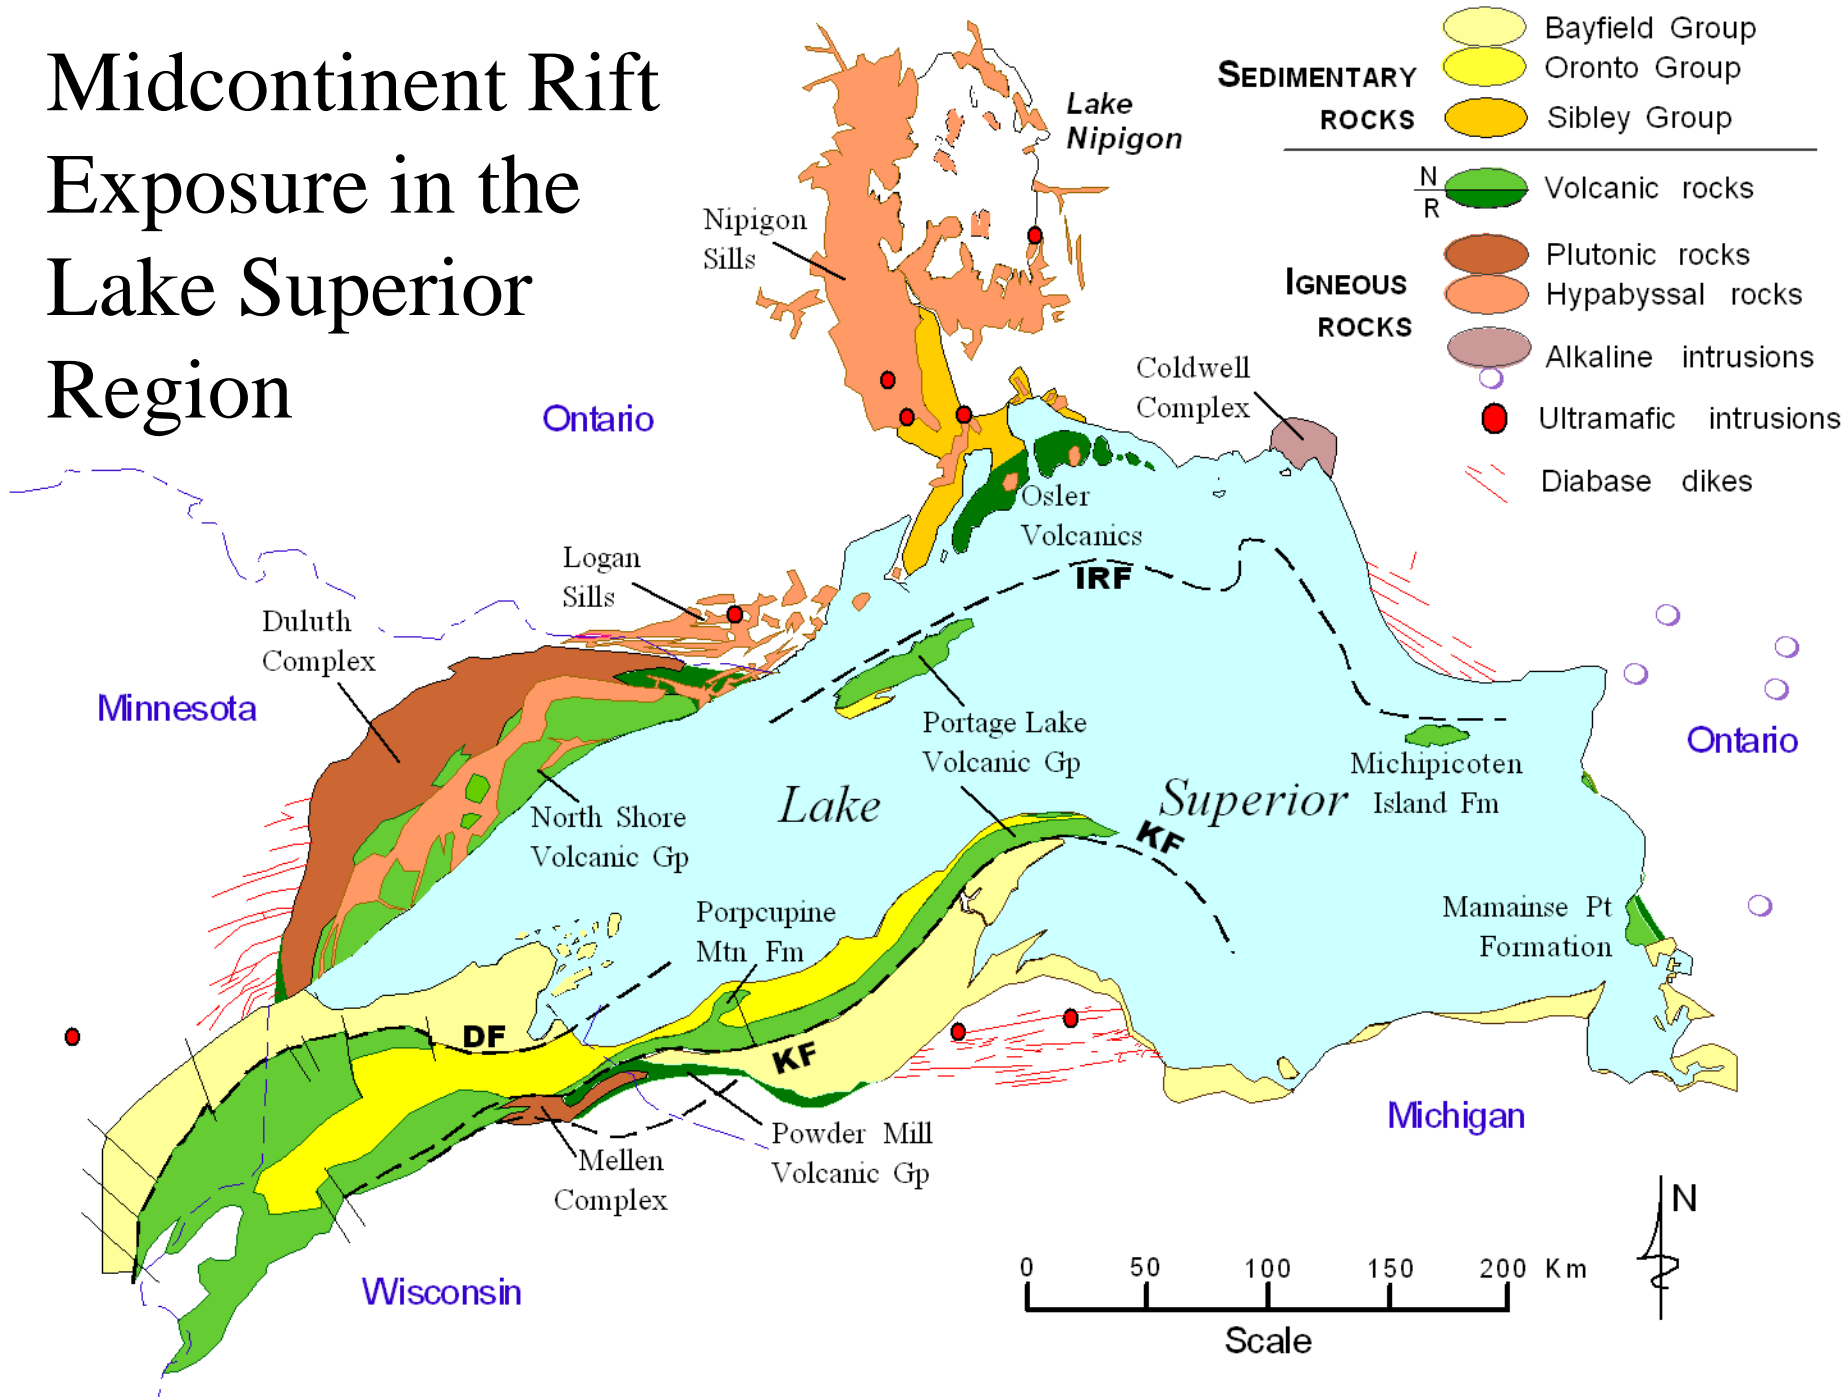 Midcontinent Rift
Exposure in the
Lake Superior
Region
SEDIMENTARY
ROCKS
Bayfield Group
Oronto Group
Sibley Group
N
R
Volcanic rocks
IGNEOUS
ROCKS
Plutonic rocks
Hypabyssal rocks
Alkaline intrusions
Ultramafic intrusions
Diabase dikes
Lake
Nipigon
Nipigon
Sills
Coldwell
Complex
Ontario
Osler
Volcanics
IRF
Logan
Sills
Duluth
Complex
Minnesota
Portage Lake
Volcanic Gp
Ontario
Michipicoten
Island Fm
Lake Superior
North Shore
Volcanic Gp
KF
Porpcupine
Mtn Fm
Mamainse Pt
Formation
DF
KF
Michigan
Powder Mill
Volcanic Gp
Mellen
Complex
Wisconsin
N
0 50 100 150 200 Km
Scale